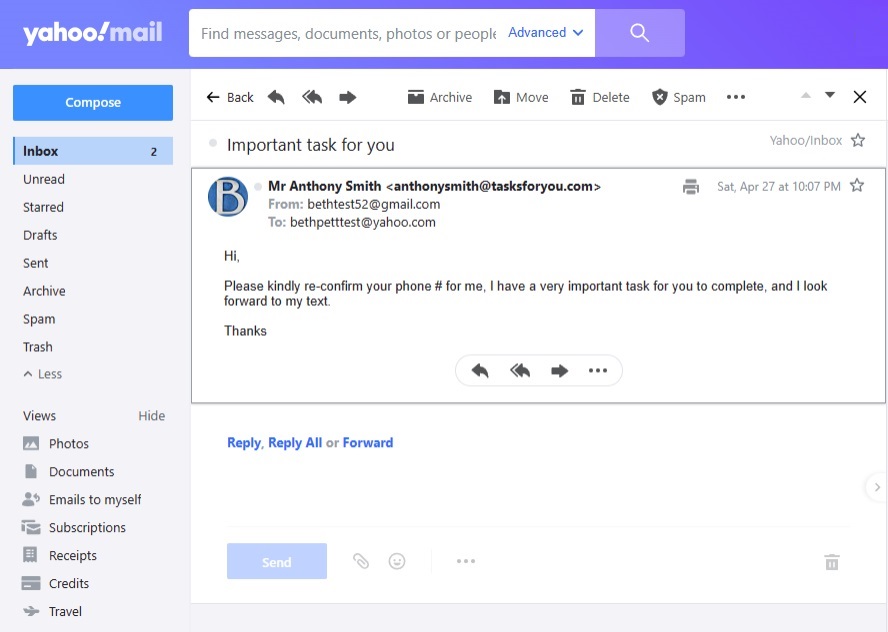 yahoo!mail
Find messages, documents, photos or people Advanced
Compose
Back Archive Move Delete Spam
Important task for you Yahoo/Inbox
Inbox 2
Unread
Starred
Drafts
Sent
Archive
Spam
Trash
Less
Views Hide
Photos
Documents
Emails to myself
Subscriptions
Receipts
Credits
Travel
B
Mr Anthony Smith <anthonysmith@tasksforyou.com> Sat, Apr 27 at 10:07 PM
From: bethtest52@gmail.com
To: bethpetttest@yahoo.com
Hi,
Please kindly re-confirm your phone # for me, I have a very important task for you to complete, and I look
forward to my text.
Thanks
Reply, Reply All or Forward
Send